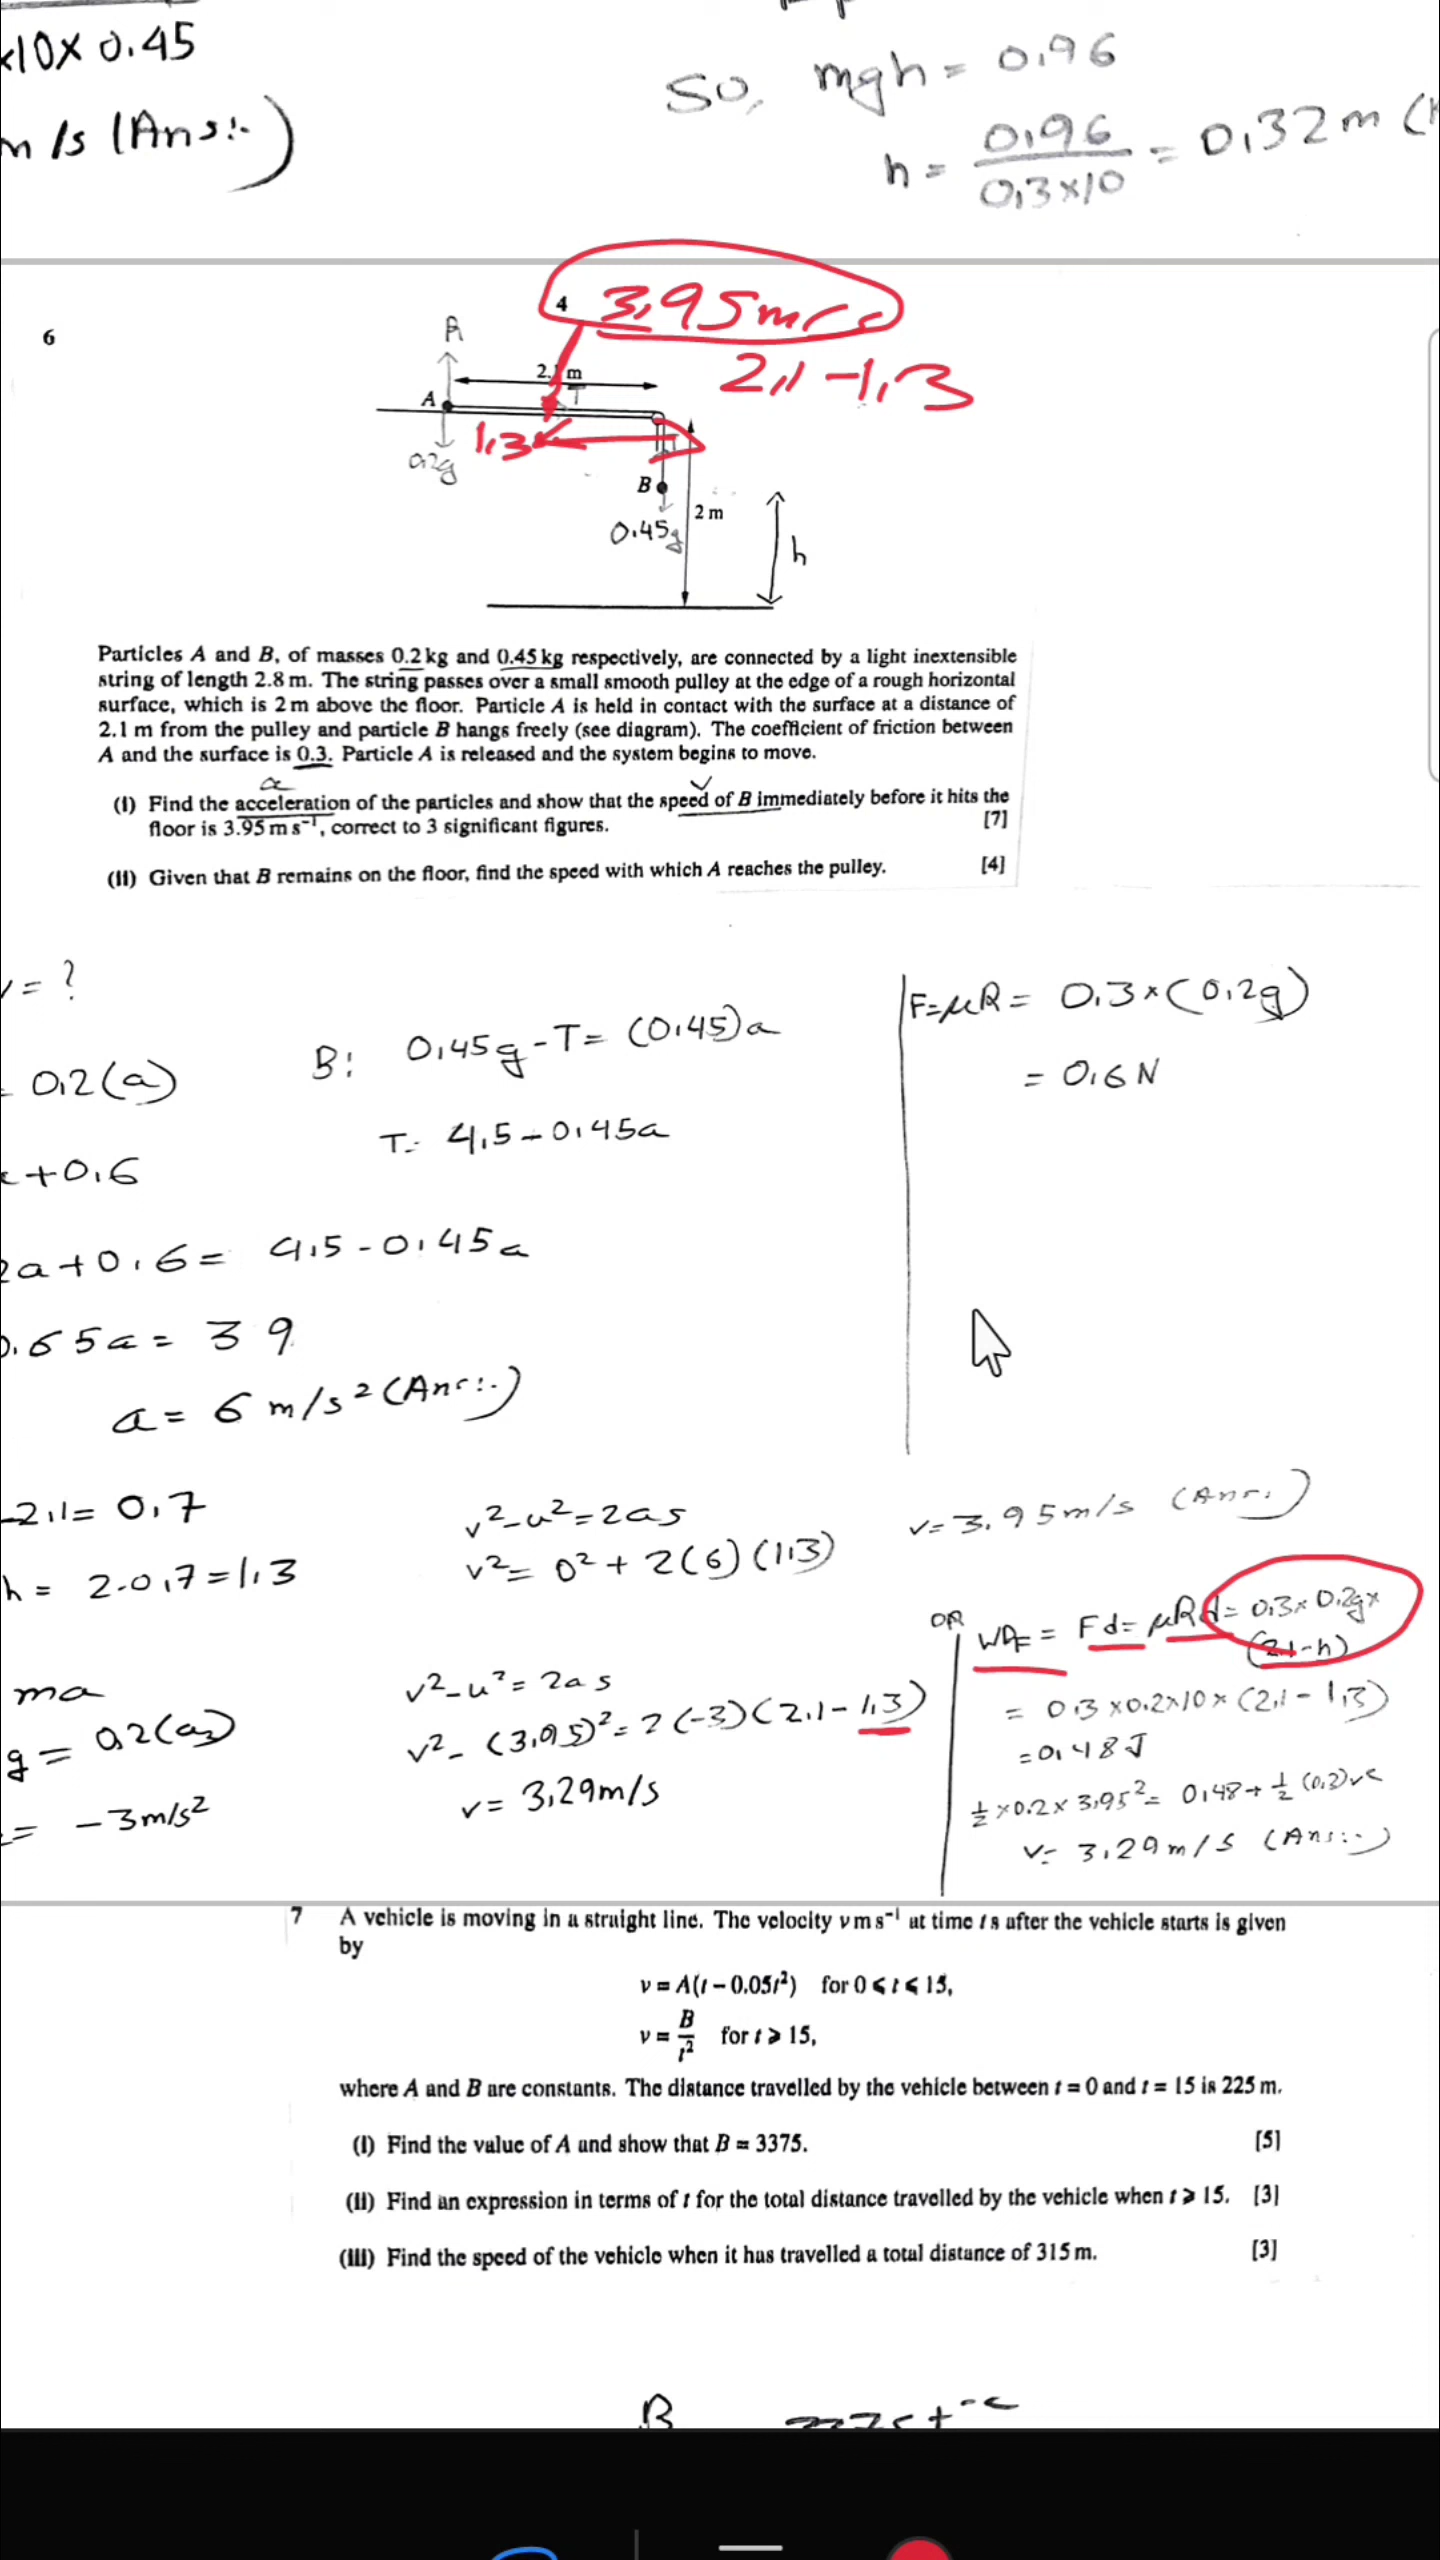 ×10× 0.45
m/s (Ans:-)
So, mgh = 0.96
h = 0.96 / 0.3×10 = 0.32m
6
4
3.95m/s
2.1-1.3
R
2.1 m
T
A
1.3
0.2g
B
0.45g
2 m
h
Particles A and B, of masses 0.2 kg and 0.45 kg respectively, are connected by a light inextensible
string of length 2.8 m. The string passes over a small smooth pulley at the edge of a rough horizontal
surface, which is 2 m above the floor. Particle A is held in contact with the surface at a distance of
2.1 m from the pulley and particle B hangs freely (see diagram). The coefficient of friction between
A and the surface is 0.3. Particle A is released and the system begins to move.
a
v
(i) Find the acceleration of the particles and show that the speed of B immediately before it hits the
floor is 3.95 m s⁻¹, correct to 3 significant figures. [7]
(ii) Given that B remains on the floor, find the speed with which A reaches the pulley. [4]
v = ?
F=μR = 0.3×(0.2g)
= 0.6N
B: 0.45g-T= (0.45)a
= 0.2(a)
T= 4.5-0.45a
+0.6
2a+0.6= 4.5-0.45a
0.65a= 39
a= 6 m/s² (Ans:-)
-2.1= 0.7
h = 2-0.7=1.3
v²-u²=2as
v²= 0²+2(6)(1.3)
v=3.95m/s (Ans:)
ma
g = 0.2(a₂)
= -3m/s²
v²-u²=2as
v²-(3.95)²=2(-3)(2.1-1.3)
v= 3.29m/s
OR
WDF = Fd= μRd= 0.3×0.2g×
(2.1-h)
= 0.3×0.2×10×(2.1-1.3)
=0.48J
½×0.2×3.95²= 0.48+½(0.2)v²
v= 3.29m/s (Ans:-)
7 A vehicle is moving in a straight line. The velocity v m s⁻¹ at time t s after the vehicle starts is given
by
v = A(t − 0.05t²) for 0 ⩽ t ⩽ 15,
v = B/t² for t ⩾ 15,
where A and B are constants. The distance travelled by the vehicle between t = 0 and t = 15 is 225 m.
(i) Find the value of A and show that B = 3375. [5]
(ii) Find an expression in terms of t for the total distance travelled by the vehicle when t ⩾ 15. [3]
(iii) Find the speed of the vehicle when it has travelled a total distance of 315 m. [3]
B